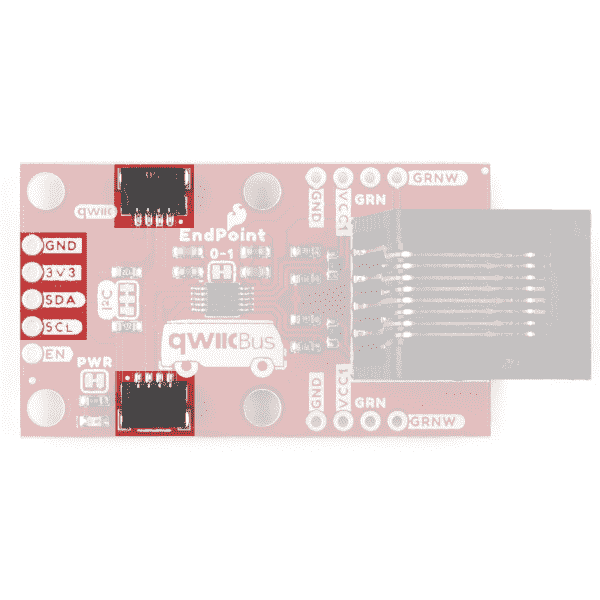 GRNW
GRN
GND
VCC1
qwiic
EndPoint
0-1
GND
3V3
SDA
SCL
EN
I2C
qwiicBus
PWR
GND
VCC1
GRN
GRNW